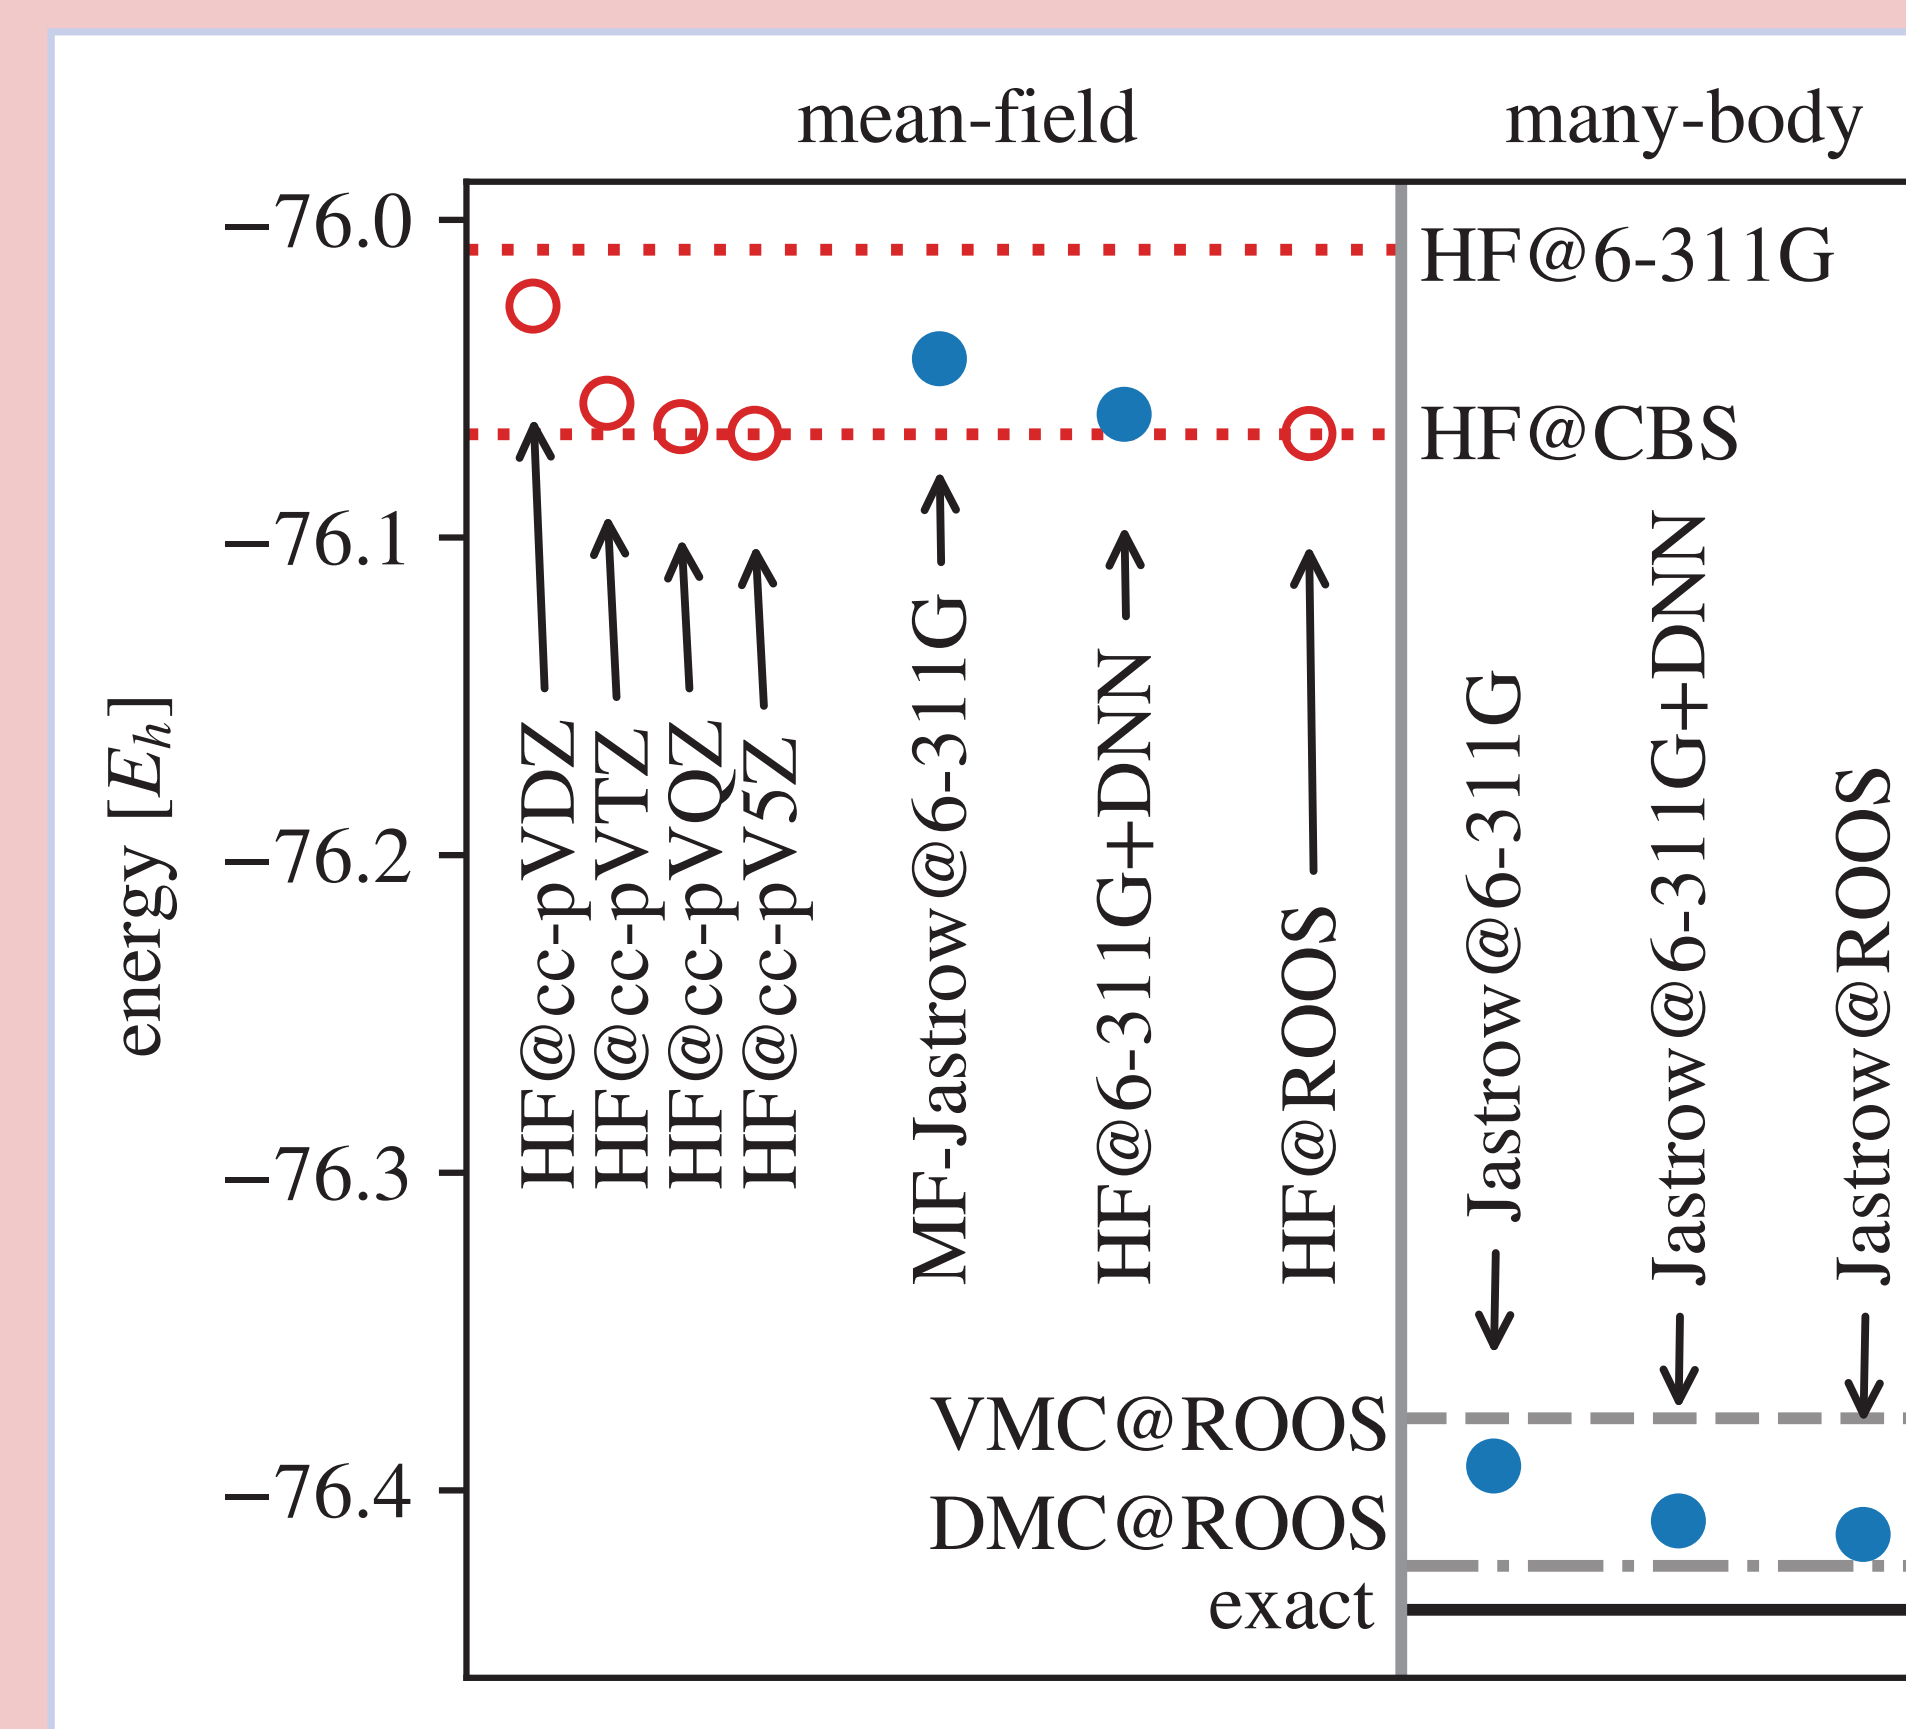 mean-field
many-body
−76.0
−76.1
−76.2
−76.3
−76.4
energy [Eh]
HF@6-311G
HF@CBS
HF@cc-pVDZ
HF@cc-pVTZ
HF@cc-pVQZ
HF@cc-pV5Z
MF-Jastrow@6-311G
HF@6-311G+DNN
HF@ROOS
Jastrow@6-311G
Jastrow@6-311G+DNN
Jastrow@ROOS
VMC@ROOS
DMC@ROOS
exact